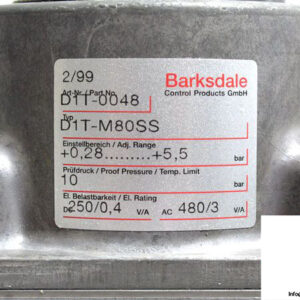 2/99
Barksdale
Control Products GmbH
Art-Nr. / Part No.
D1T-0048
Typ
D1T-M80SS
Einstellbereich / Adj. Range
+0,28.........+5,5 bar
Prüfdruck / Proof Pressure / Temp. Limit
10 bar
El. Belastbarkeit / El. Rating
DC 250/0,4 V/A AC 480/3 V/A